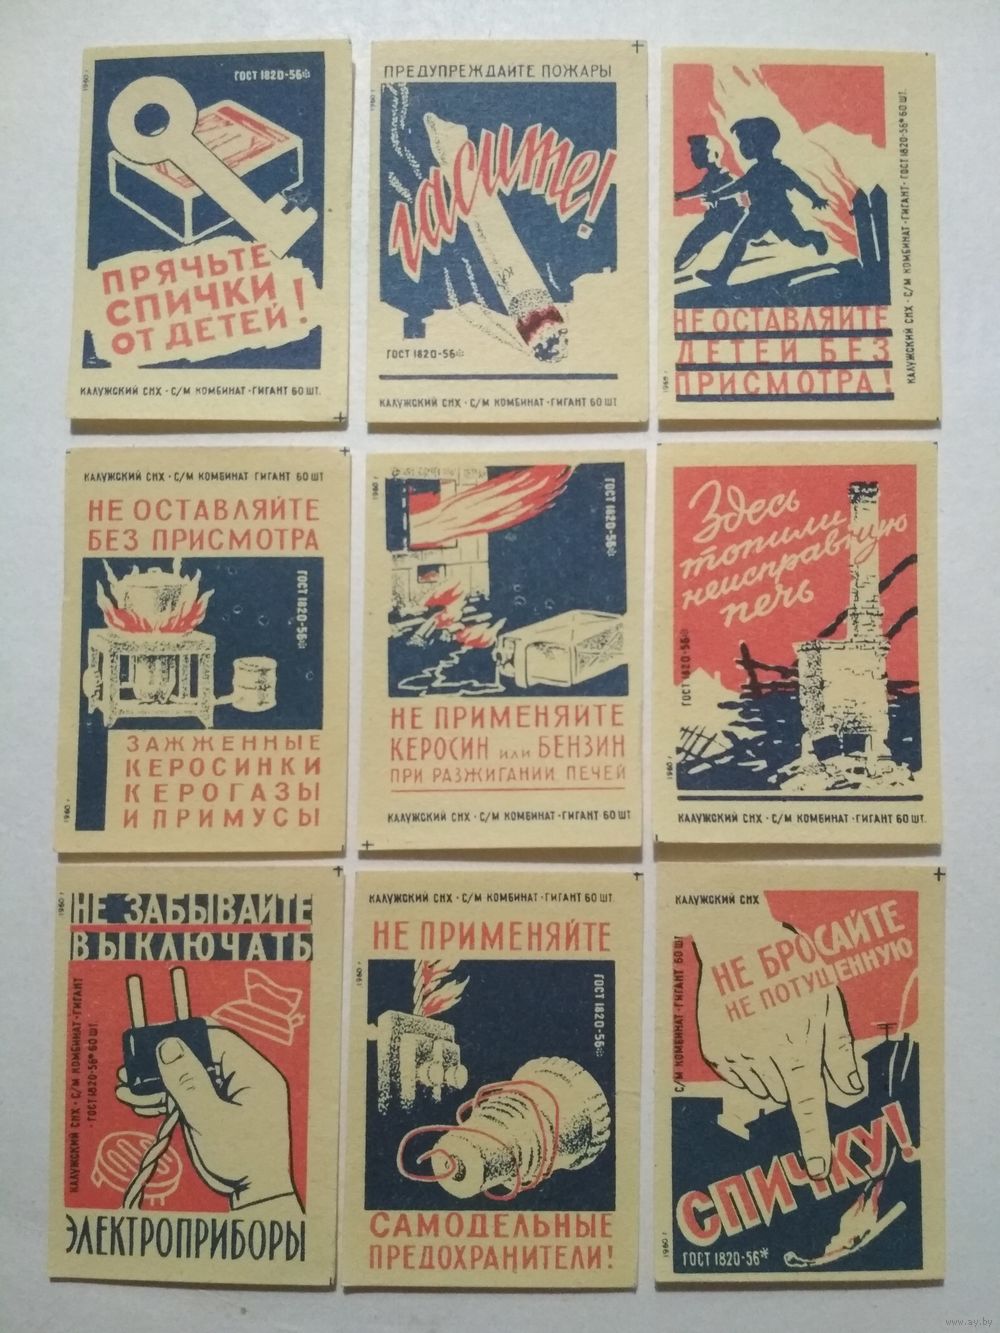 1960 г.
ГОСТ 1820-56*
ПРЯЧЬТЕ
СПИЧКИ
ОТ ДЕТЕЙ!
КАЛУЖСКИЙ СНХ · С/М КОМБИНАТ · ГИГАНТ 60 ШТ.
ПРЕДУПРЕЖДАЙТЕ ПОЖАРЫ
1960 г.
гасите!
ГОСТ 1820-56*
КАЛУЖСКИЙ СНХ · С/М КОМБИНАТ · ГИГАНТ 60 ШТ
НЕ ОСТАВЛЯЙТЕ
ДЕТЕЙ БЕЗ
ПРИСМОТРА!
1960 г
КАЛУЖСКИЙ СНХ · С/М КОМБИНАТ · ГИГАНТ · ГОСТ 1820-56* 60 ШТ.
КАЛУЖСКИЙ СНХ · С/М КОМБИНАТ ГИГАНТ 60 ШТ
НЕ ОСТАВЛЯЙТЕ
БЕЗ ПРИСМОТРА
ГОСТ 1820-56*
ЗАЖЖЕННЫЕ
КЕРОСИНКИ
КЕРОГАЗЫ
И ПРИМУСЫ
1960 г
1960 г
ГОСТ 1820-56*
НЕ ПРИМЕНЯЙТЕ
КЕРОСИН или БЕНЗИН
ПРИ РАЗЖИГАНИИ ПЕЧЕЙ
КАЛУЖСКИЙ СНХ · С/М КОМБИНАТ · ГИГАНТ 60 ШТ
Здесь
топили
неисправную
печь
ГОСТ 1820-56*
1960 г
КАЛУЖСКИЙ СНХ · С/М КОМБИНАТ · ГИГАНТ 60 ШТ.
1960 г
НЕ ЗАБЫВАЙТЕ
ВЫКЛЮЧАТЬ
КАЛУЖСКИЙ СНХ · С/М КОМБИНАТ · ГИГАНТ
· ГОСТ 1820-56* 60 ШТ.
ЭЛЕКТРОПРИБОРЫ
КАЛУЖСКИЙ СНХ · С/М КОМБИНАТ · ГИГАНТ 60 ШТ.
НЕ ПРИМЕНЯЙТЕ
1960 г
ГОСТ 1820-56*
САМОДЕЛЬНЫЕ
ПРЕДОХРАНИТЕЛИ!
КАЛУЖСКИЙ СНХ
С/М КОМБИНАТ · ГИГАНТ 60 ШТ
НЕ БРОСАЙТЕ
НЕ ПОТУШЕННУЮ
СПИЧКУ!
1960 г
ГОСТ 1820-56*
www.ay.by